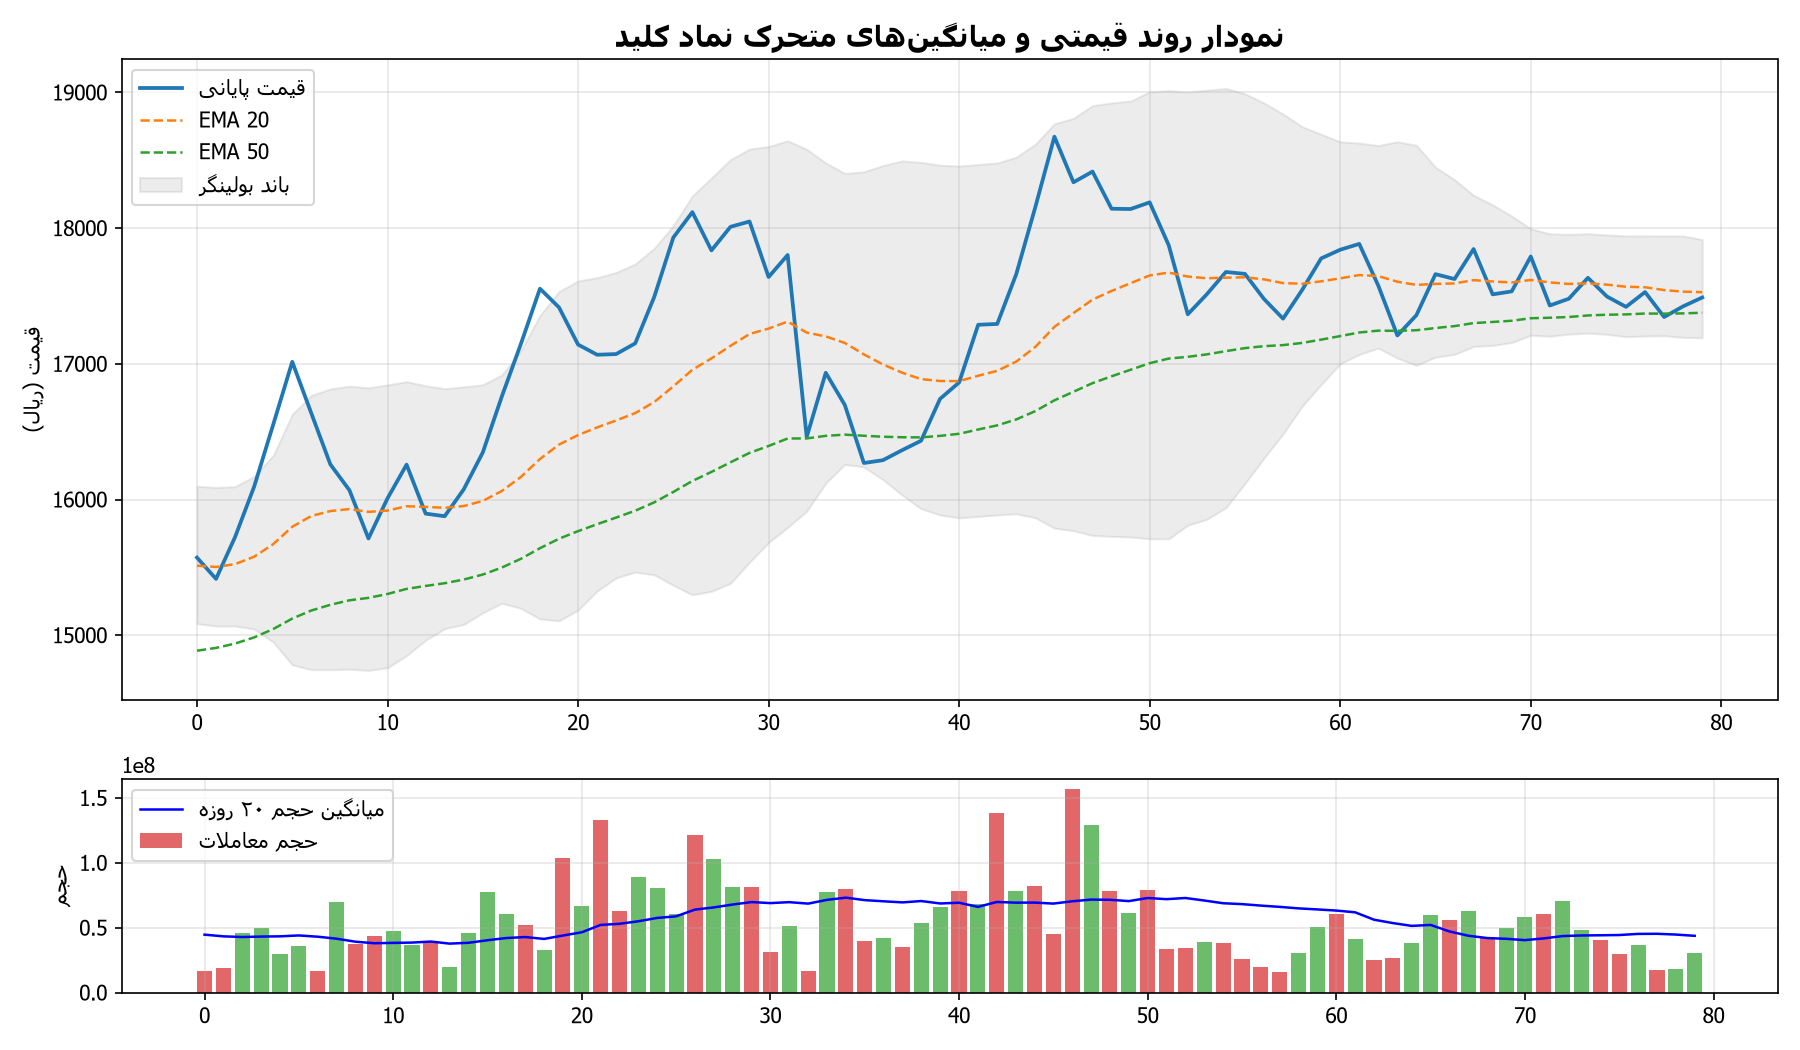 نمودار روند قیمتی و میانگین‌های متحرک نماد کلید
قیمت پایانی
EMA 20
EMA 50
باند بولینگر
قیمت (ریال)
19000
18000
17000
16000
15000
0 10 20 30 40 50 60 70 80
1e8
میانگین حجم ۲۰ روزه
حجم معاملات
حجم
1.5
1.0
0.5
0.0
0 10 20 30 40 50 60 70 80